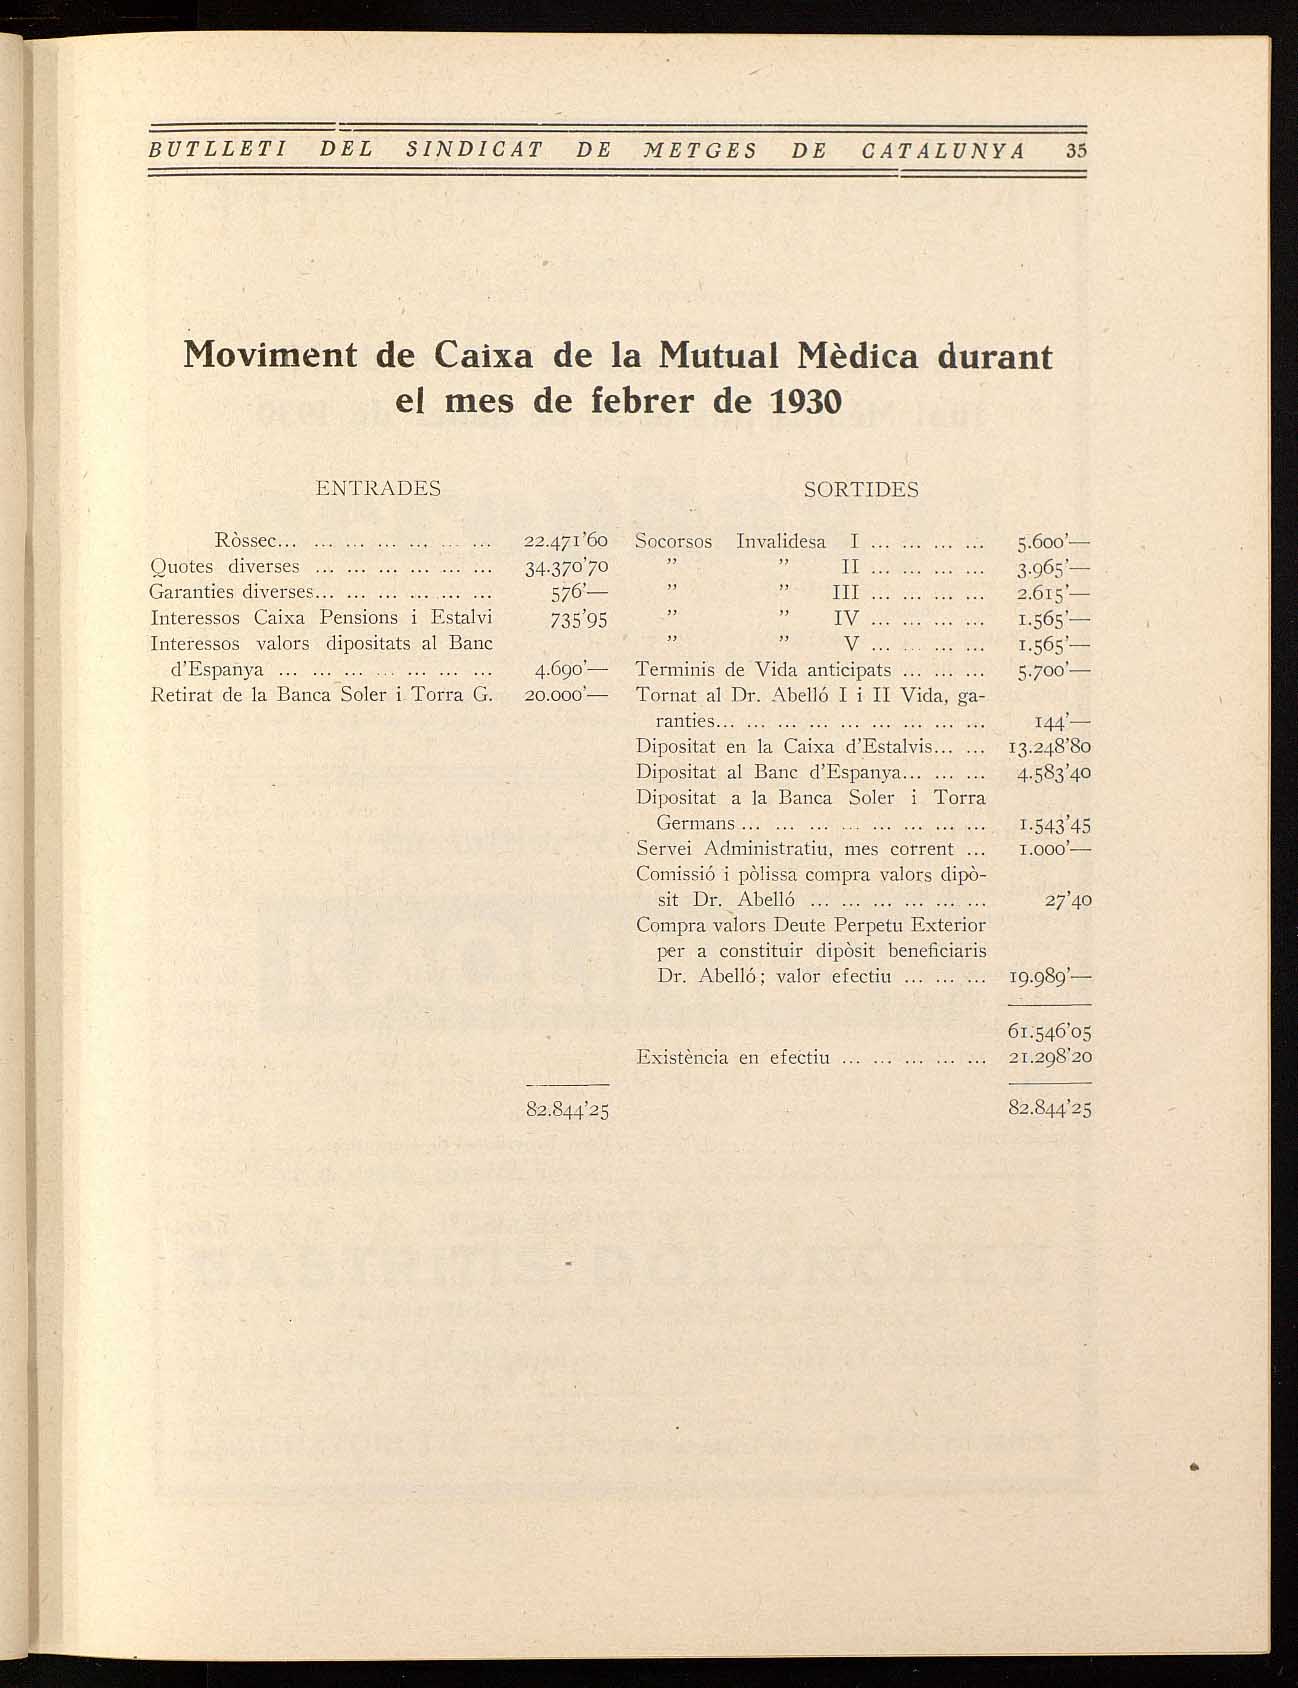 BUTLLETI DEL SINDICAT DE METGES DE CATALUNYA 35
Moviment de Caixa de la Mutual Mèdica durant
el mes de febrer de 1930
ENTRADES
Ròssec... ... ... ... ... ... ... 22.471'60
Quotes diverses ... ... ... ... ... ... 34.370'70
Garanties diverses... ... ... ... ... ... 576'—
Interessos Caixa Pensions i Estalvi 735'95
Interessos valors dipositats al Banc
d'Espanya ... ... ... ... ... ... ... 4.690'—
Retirat de la Banca Soler i Torra G. 20.000'—
82.844'25
SORTIDES
Socorsos Invalidesa I ... ... ... ... 5.600'—
" " II ... ... ... ... 3.965'—
" " III ... ... ... ... 2.615'—
" " IV ... ... ... ... 1.565'—
" " V ... ... ... ... 1.565'—
Terminis de Vida anticipats ... ... ... 5.700'—
Tornat al Dr. Abelló I i II Vida, ga-
ranties... ... ... ... ... ... ... ... ... 144'—
Dipositat en la Caixa d'Estalvis... ... 13.248'80
Dipositat al Banc d'Espanya... ... ... 4.583'40
Dipositat a la Banca Soler i Torra
Germans ... ... ... ... ... ... ... ... 1.543'45
Servei Administratiu, mes corrent ... 1.000'—
Comissió i pòlissa compra valors dipò-
sit Dr. Abelló ... ... ... ... ... ... 27'40
Compra valors Deute Perpetu Exterior
per a constituir dipòsit beneficiaris
Dr. Abelló; valor efectiu ... ... ... 19.989'—
61.546'05
Existència en efectiu ... ... ... ... ... 21.298'20
82.844'25